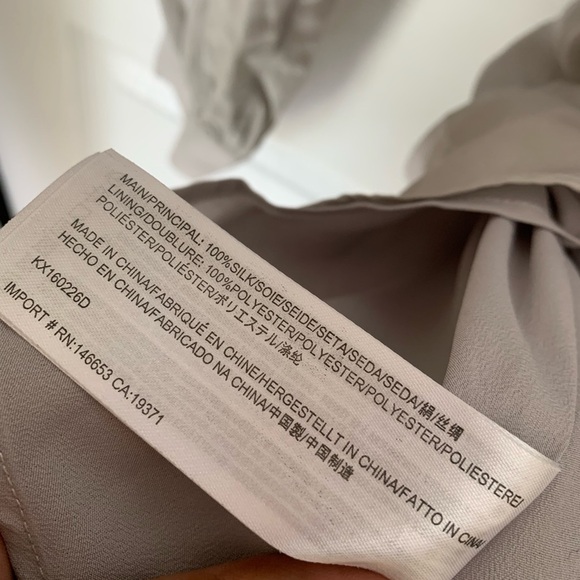 MAIN/PRINCIPAL: 100%SILK/SOIE/SEIDE/SETA/SEDA/SEDA/絹/丝绸
LINING/DOUBLURE: 100%POLYESTER/POLYESTER/POLYESTER/POLIESTERE/
POLIÉSTER/POLIÉSTER/ポリエステル/涤纶
MADE IN CHINA/FABRIQUÉ EN CHINE/HERGESTELLT IN CHINA/FATTO IN CINA/
HECHO EN CHINA/FABRICADO NA CHINA/中国製/中国制造
KX160226D
IMPORT # RN:146653 CA:19371